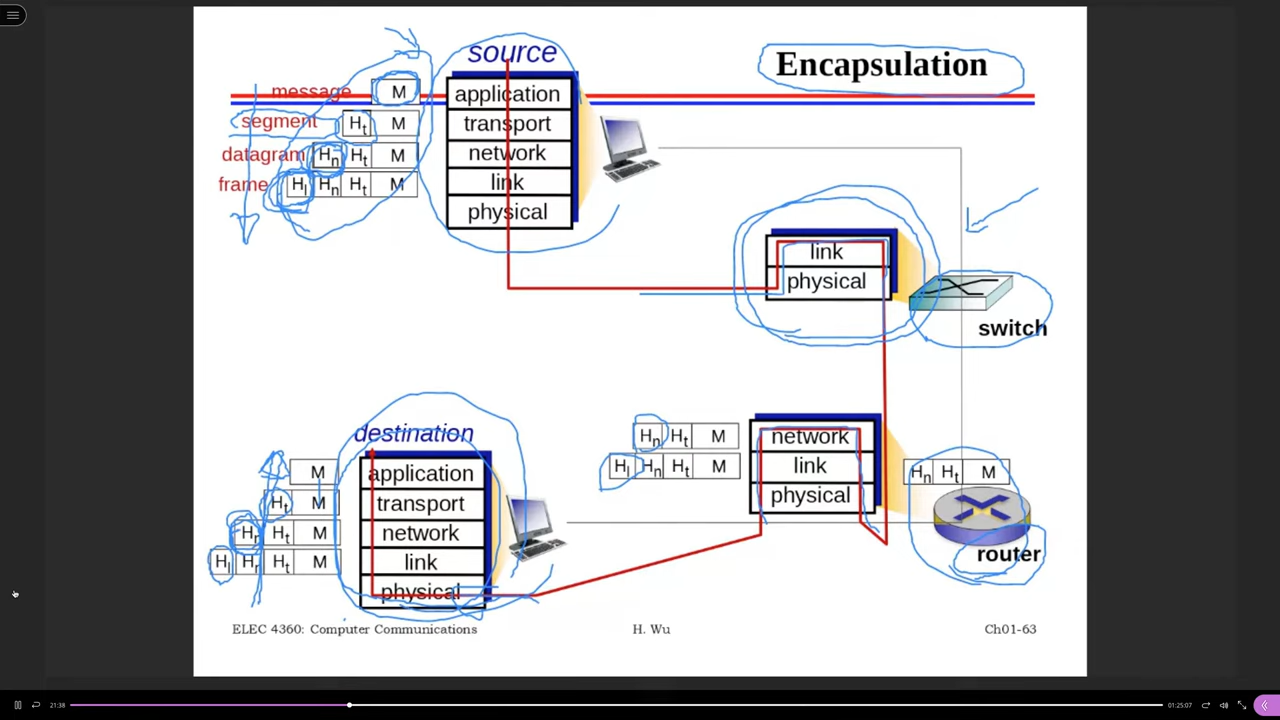 source
Encapsulation
message M
application
segment Ht M
transport
datagram Hn Ht M
network
frame Hl Hn Ht M
link
physical
link
physical
switch
Hn Ht M
Hl Hn Ht M
network
link
physical
Hn Ht M
router
destination
M
application
Ht M
transport
Hn Ht M
network
Hl Hn Ht M
link
physical
ELEC 4360: Computer Communications
H. Wu
Ch01-63
21:38
01:25:07